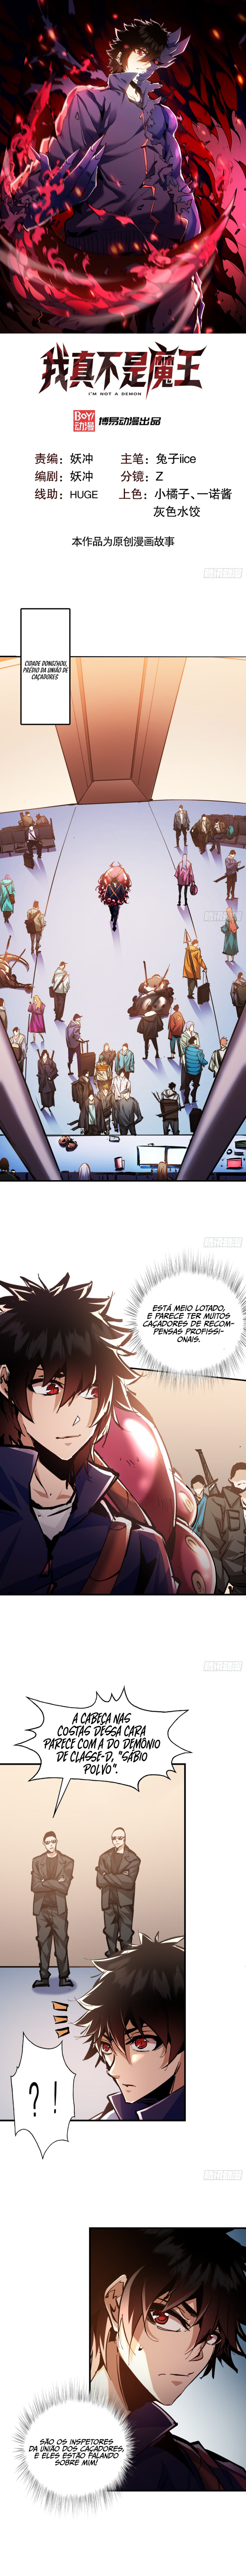 我真不是魔王
I'M NOT A DEMON
BOY!
动漫
博易动漫出品
责编：妖冲 主笔：兔子iice
编剧：妖冲 分镜：Z
线助：HUGE 上色：小橘子、一诺酱
灰色水饺
本作品为原创漫画故事
CIDADE DONGZHOU,
PRÉDIO DA UNIÃO DE
CAÇADORES
ESTÁ MEIO LOTADO,
E PARECE TER MUITOS
CAÇADORES DE RECOM-
PENSAS PROFISSI-
ONAIS.
A CABEÇA NAS
COSTAS DESSA CARA
PARECE COM A DO DEMÔNIO
DE CLASSE-D, "SÁBIO
POLVO".
?!
SÃO OS INSPETORES
DA UNIÃO DOS CAÇADORES,
E ELES ESTÃO FALANDO
SOBRE MIM!